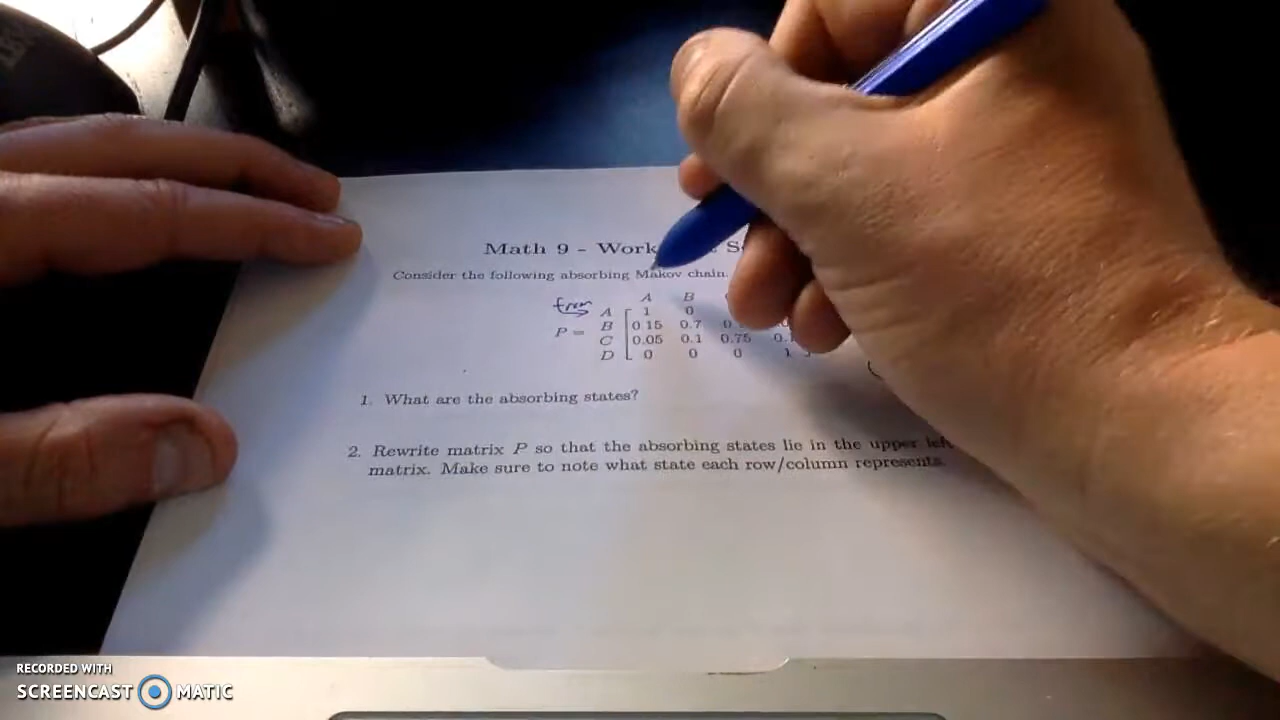 Math 9 - Work
Consider the following absorbing Makov chain.
A B
from A 1 0
P = B 0.15 0.7
C 0.05 0.1 0.75
D 0 0 0 1
1. What are the absorbing states?
2. Rewrite matrix P so that the absorbing states lie in the upper left
matrix. Make sure to note what state each row/column represents.
RECORDED WITH
SCREENCAST MATIC